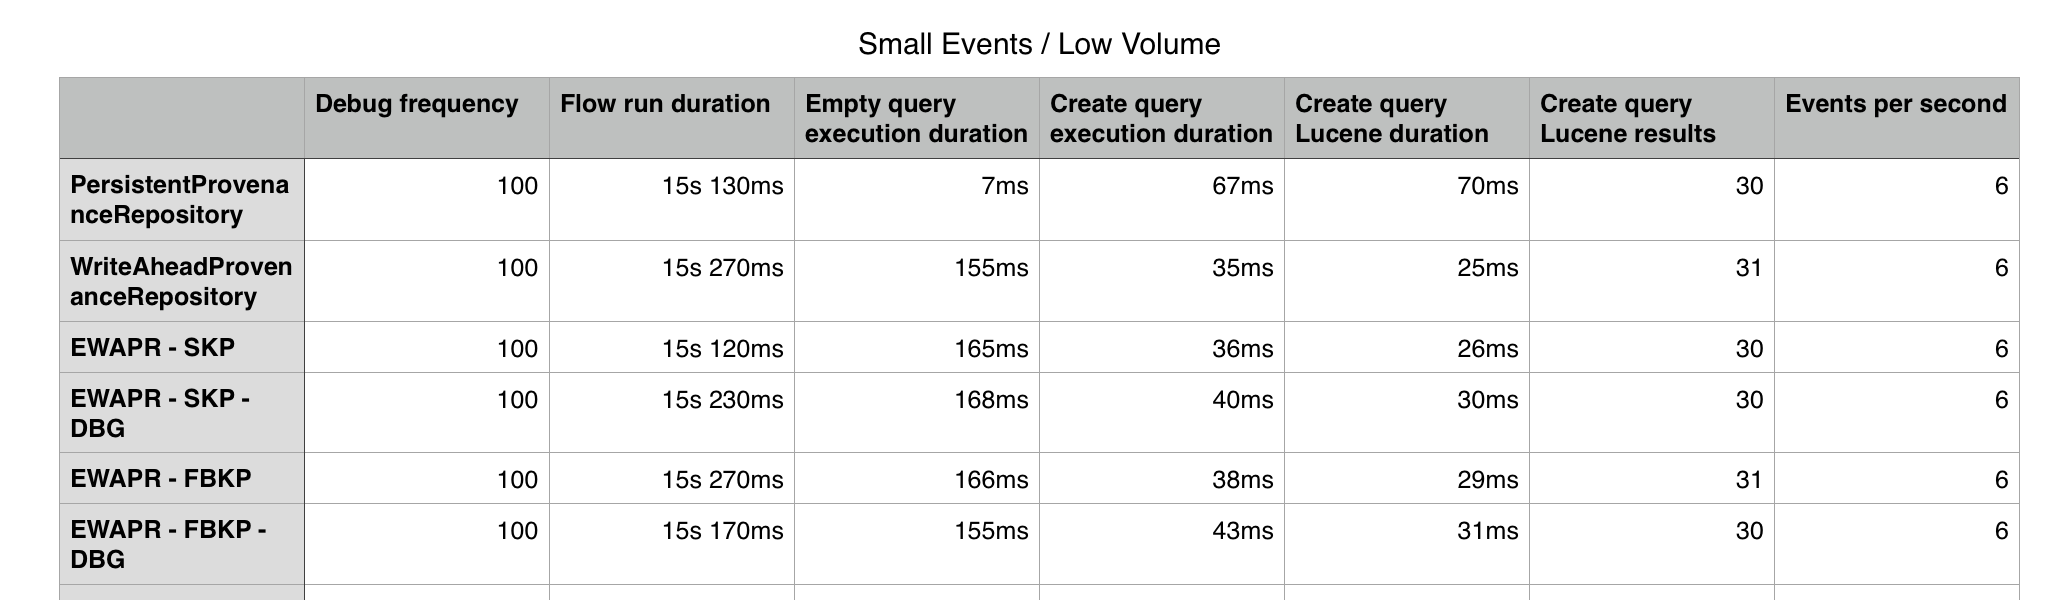 Small Events / Low Volume
Debug frequency
Flow run duration
Empty query
execution duration
Create query
execution duration
Create query
Lucene duration
Create query
Lucene results
Events per second
PersistentProvena
nceRepository
100
15s 130ms
7ms
67ms
70ms
30
6
WriteAheadProven
anceRepository
100
15s 270ms
155ms
35ms
25ms
31
6
EWAPR - SKP
100
15s 120ms
165ms
36ms
26ms
30
6
EWAPR - SKP -
DBG
100
15s 230ms
168ms
40ms
30ms
30
6
EWAPR - FBKP
100
15s 270ms
166ms
38ms
29ms
31
6
EWAPR - FBKP -
DBG
100
15s 170ms
155ms
43ms
31ms
30
6